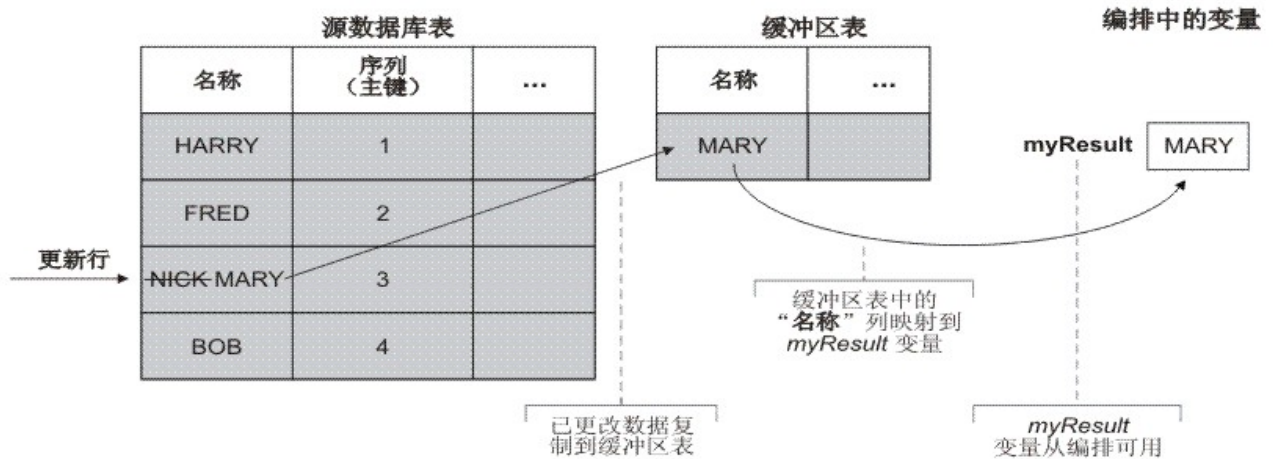 源数据库表
缓冲区表
编排中的变量
名称
序列
（主键）
...
名称
...
HARRY
1
MARY
myResult
MARY
FRED
2
更新行
NICK MARY
3
BOB
4
缓冲区表中的
“名称”列映射到
myResult 变量
已更改数据复
制到缓冲区表
myResult
变量从编排可用